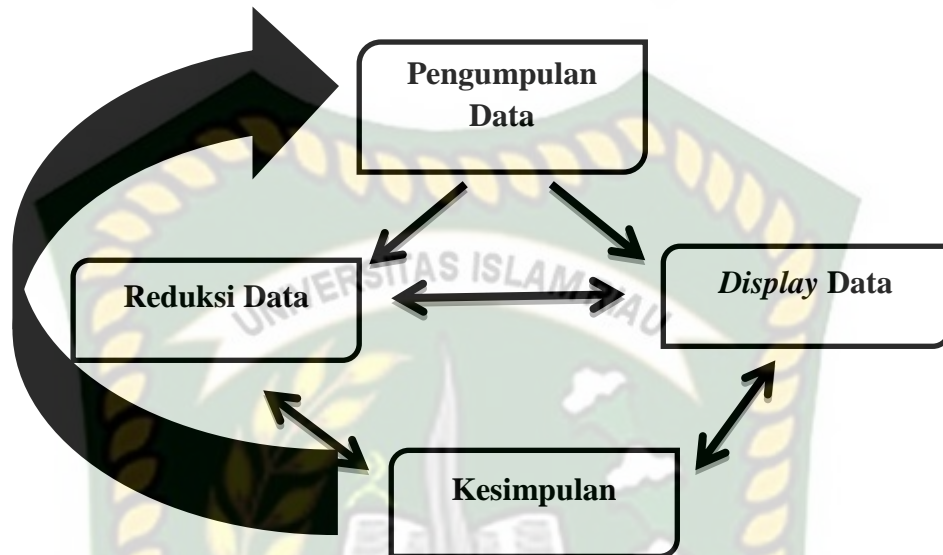 Pengumpulan
Data
UNIVERSITAS ISLAM RIAU
Reduksi Data
Display Data
Kesimpulan